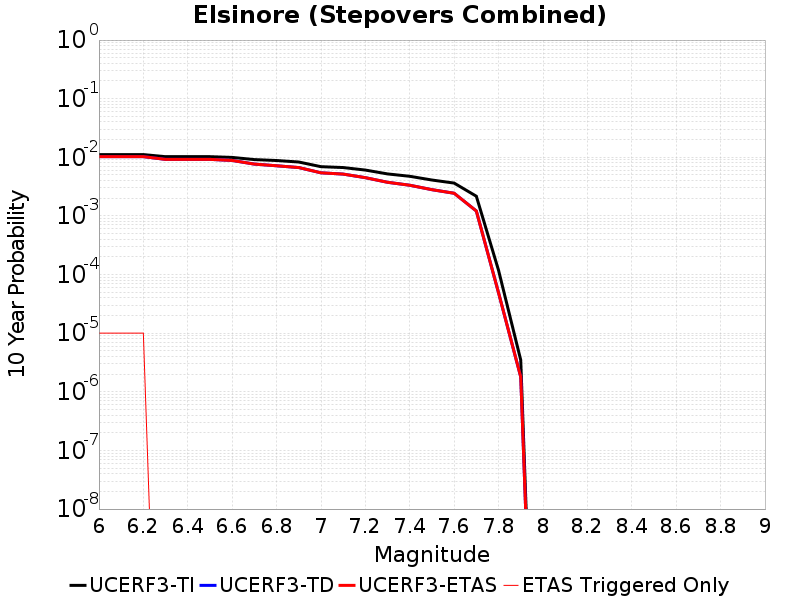 Elsinore (Stepovers Combined)
10^0
10^-1
10^-2
10^-3
10^-4
10^-5
10^-6
10^-7
10^-8
10 Year Probability
6 6.2 6.4 6.6 6.8 7 7.2 7.4 7.6 7.8 8 8.2 8.4 8.6 8.8 9
Magnitude
UCERF3-TI UCERF3-TD UCERF3-ETAS ETAS Triggered Only